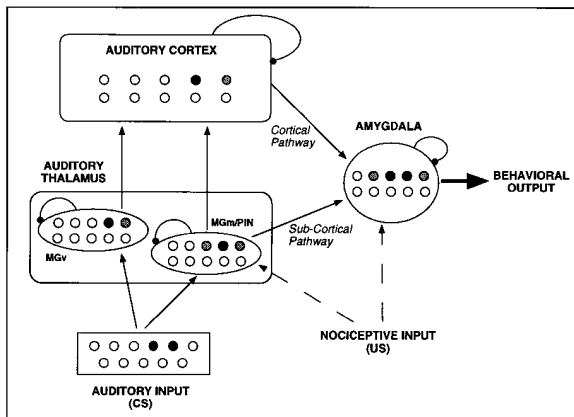 AUDITORY CORTEX
Cortical
Pathway
AMYGDALA
AUDITORY
THALAMUS
BEHAVIORAL
OUTPUT
MGm/PIN
MGv
Sub-Cortical
Pathway
NOCICEPTIVE INPUT
(US)
AUDITORY INPUT
(CS)